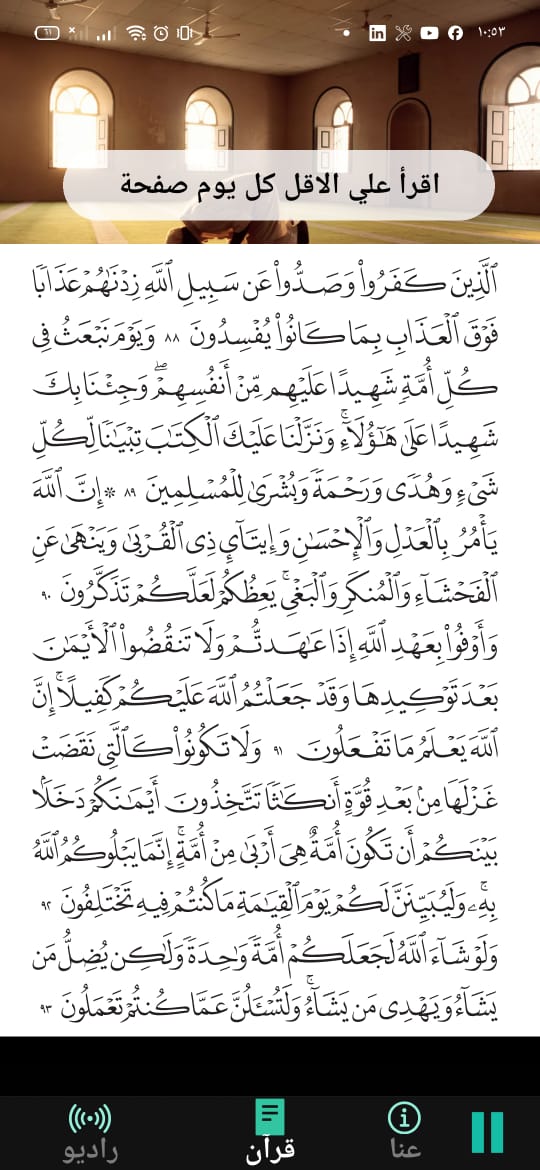 ١٠:٥٣
٦١
اقرأ علي الاقل كل يوم صفحة
ٱلَّذِينَ كَفَرُوا۟ وَصَدُّوا۟ عَن سَبِيلِ ٱللَّهِ زِدْنَـٰهُمْ عَذَابًا
فَوْقَ ٱلْعَذَابِ بِمَا كَانُوا۟ يُفْسِدُونَ ٨٨ وَيَوْمَ نَبْعَثُ فِى
كُلِّ أُمَّةٍ شَهِيدًا عَلَيْهِم مِّنْ أَنفُسِهِمْ ۖ وَجِئْنَا بِكَ
شَهِيدًا عَلَىٰ هَـٰٓؤُلَآءِ ۚ وَنَزَّلْنَا عَلَيْكَ ٱلْكِتَـٰبَ تِبْيَـٰنًا لِّكُلِّ
شَىْءٍ وَهُدًى وَرَحْمَةً وَبُشْرَىٰ لِلْمُسْلِمِينَ ٨٩ ۞ إِنَّ ٱللَّهَ
يَأْمُرُ بِٱلْعَدْلِ وَٱلْإِحْسَـٰنِ وَإِيتَآئِ ذِى ٱلْقُرْبَىٰ وَيَنْهَىٰ عَنِ
ٱلْفَحْشَآءِ وَٱلْمُنكَرِ وَٱلْبَغْىِ ۚ يَعِظُكُمْ لَعَلَّكُمْ تَذَكَّرُونَ ٩٠
وَأَوْفُوا۟ بِعَهْدِ ٱللَّهِ إِذَا عَـٰهَدتُّمْ وَلَا تَنقُضُوا۟ ٱلْأَيْمَـٰنَ
بَعْدَ تَوْكِيدِهَا وَقَدْ جَعَلْتُمُ ٱللَّهَ عَلَيْكُمْ كَفِيلًا ۚ إِنَّ
ٱللَّهَ يَعْلَمُ مَا تَفْعَلُونَ ٩١ وَلَا تَكُونُوا۟ كَٱلَّتِى نَقَضَتْ
غَزْلَهَا مِنۢ بَعْدِ قُوَّةٍ أَنكَـٰثًا تَتَّخِذُونَ أَيْمَـٰنَكُمْ دَخَلًۢا
بَيْنَكُمْ أَن تَكُونَ أُمَّةٌ هِىَ أَرْبَىٰ مِنْ أُمَّةٍ ۚ إِنَّمَا يَبْلُوكُمُ ٱللَّهُ
بِهِۦ ۚ وَلَيُبَيِّنَنَّ لَكُمْ يَوْمَ ٱلْقِيَـٰمَةِ مَا كُنتُمْ فِيهِ تَخْتَلِفُونَ ٩٢
وَلَوْ شَآءَ ٱللَّهُ لَجَعَلَكُمْ أُمَّةً وَٰحِدَةً وَلَـٰكِن يُضِلُّ مَن
يَشَآءُ وَيَهْدِى مَن يَشَآءُ ۚ وَلَتُسْـَٔلُنَّ عَمَّا كُنتُمْ تَعْمَلُونَ ٩٣
عنا
قرآن
راديو